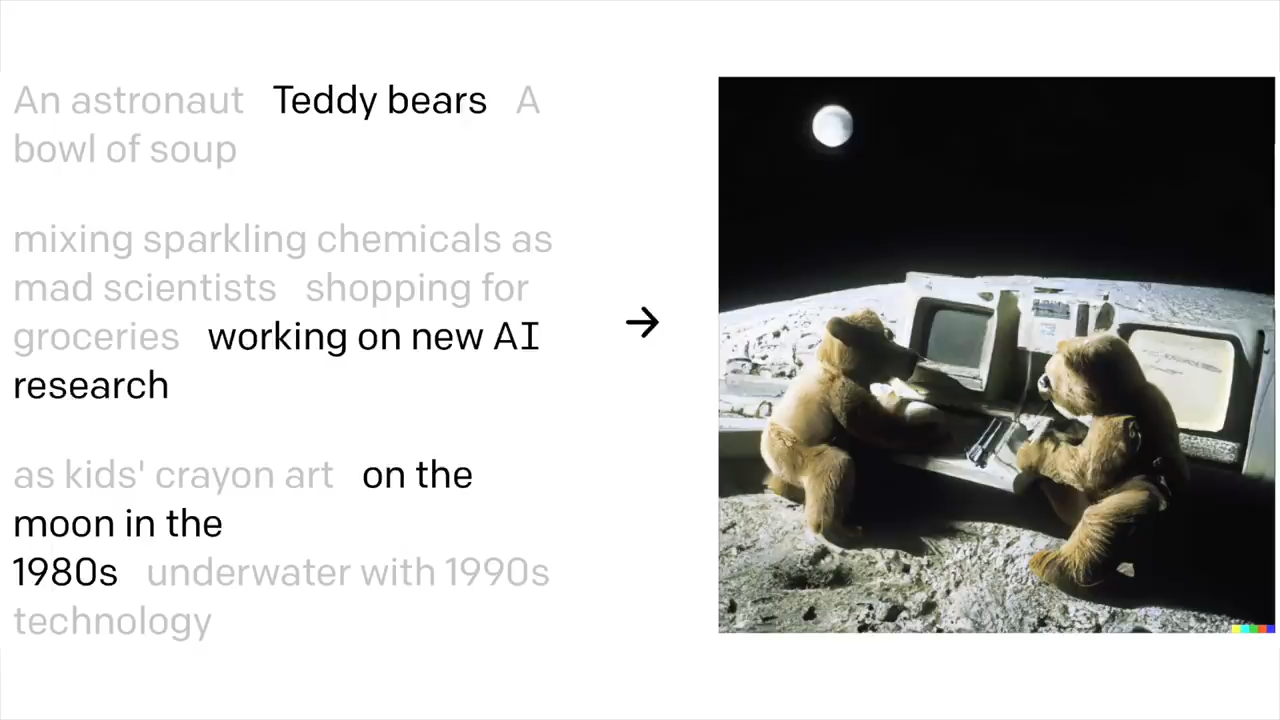 An astronaut Teddy bears A
bowl of soup
mixing sparkling chemicals as
mad scientists shopping for
groceries working on new AI
research
as kids' crayon art on the
moon in the
1980s underwater with 1990s
technology